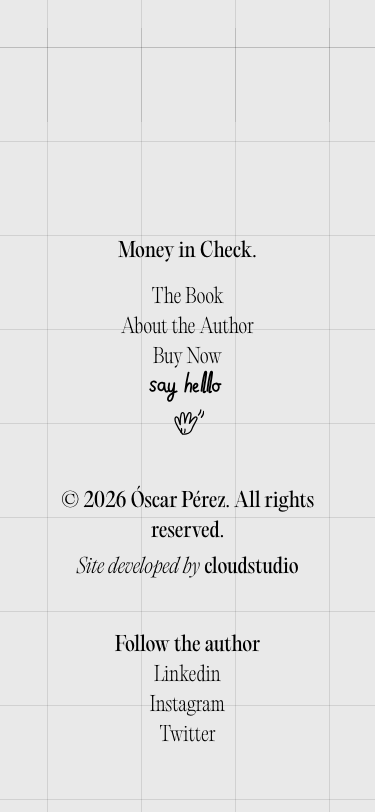 Money in Check.
The Book
About the Author
Buy Now
say helllo
© 2026 Óscar Pérez. All rights
reserved.
Site developed by cloudstudio
Follow the author
Linkedin
Instagram
Twitter